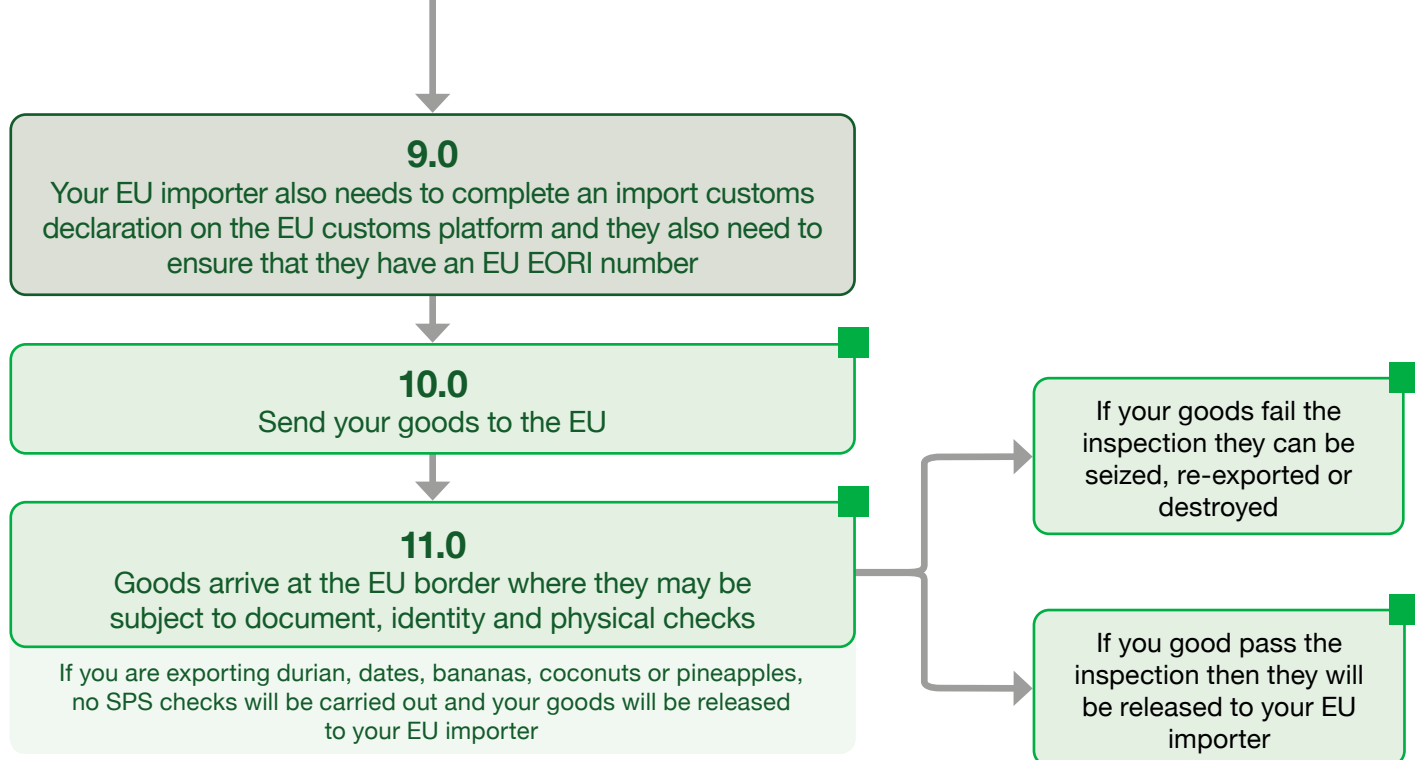 9.0
Your EU importer also needs to complete an import customs
declaration on the EU customs platform and they also need to
ensure that they have an EU EORI number
10.0
Send your goods to the EU
11.0
Goods arrive at the EU border where they may be
subject to document, identity and physical checks
If you are exporting durian, dates, bananas, coconuts or pineapples,
no SPS checks will be carried out and your goods will be released
to your EU importer
If your goods fail the
inspection they can be
seized, re-exported or
destroyed
If you good pass the
inspection then they will
be released to your EU
importer